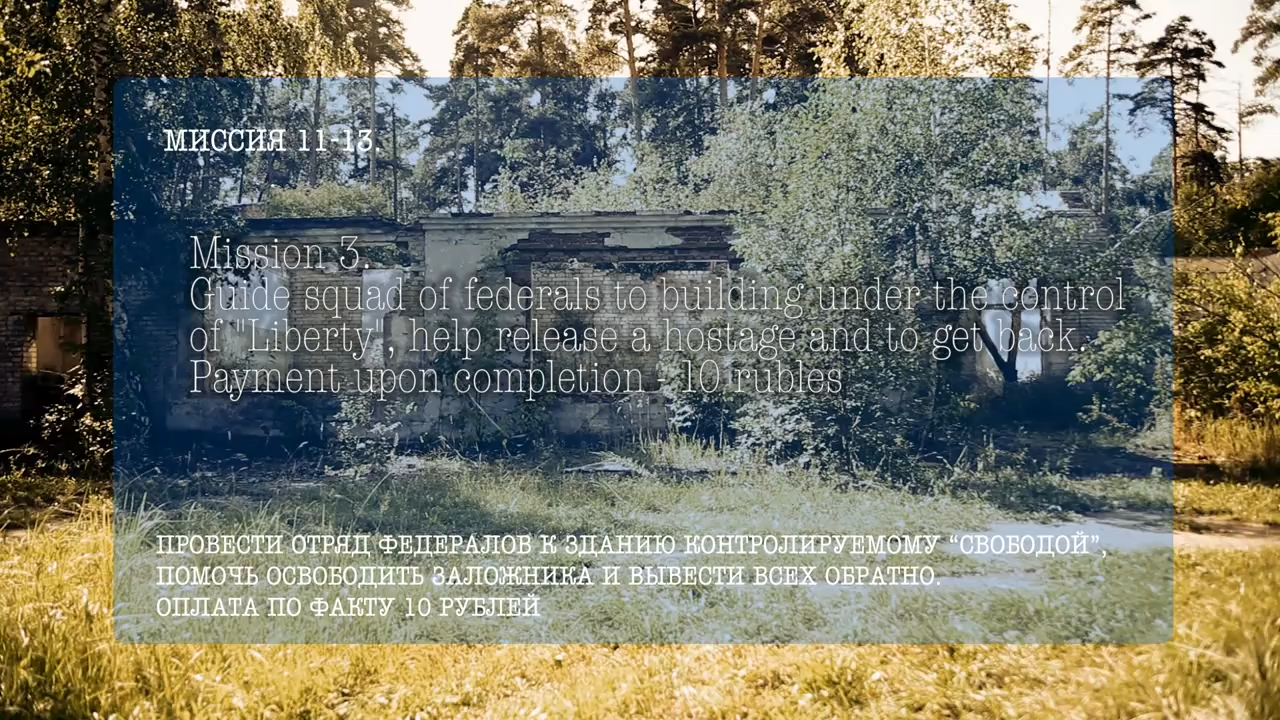 МИССИЯ 11-13.
Mission 3.
Guide squad of federals to building under the control
of "Liberty", help release a hostage and to get back.
Payment upon completion - 10 rubles
ПРОВЕСТИ ОТРЯД ФЕДЕРАЛОВ К ЗДАНИЮ КОНТРОЛИРУЕМОМУ “СВОБОДОЙ”,
ПОМОЧЬ ОСВОБОДИТЬ ЗАЛОЖНИКА И ВЫВЕСТИ ВСЕХ ОБРАТНО.
ОПЛАТА ПО ФАКТУ 10 РУБЛЕЙ